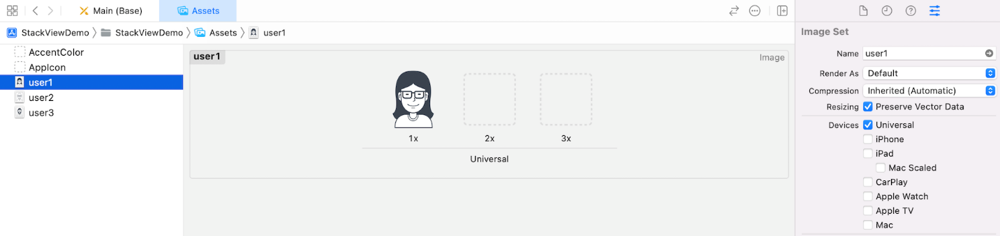 Main (Base)
Assets
StackViewDemo
StackViewDemo
Assets
user1
AccentColor
AppIcon
user1
user2
user3
user1
Image
1x
2x
3x
Universal
Image Set
Name user1
Render As Default
Compression Inherited (Automatic)
Resizing Preserve Vector Data
Devices Universal
iPhone
iPad
Mac Scaled
CarPlay
Apple Watch
Apple TV
Mac